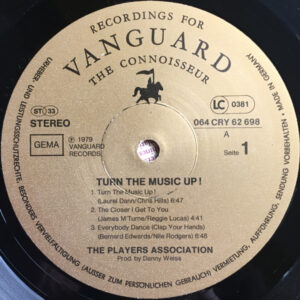 RECORDINGS FOR
VANGUARD
THE CONNOISSEUR
URHEBER- UND LEISTUNGSSCHUTZRECHTE BESONDERS VERVIELFÄLTIGUNG (AUSSER ZUM PERSÖNLICHEN GEBRAUCH) VERMIETUNG, AUFFÜHRUNG, SENDUNG VORBEHALTEN · MADE IN GERMANY
ST 33
STEREO
GEMA
℗ 1979
VANGUARD
RECORDS
LC 0381
064 CRY 62 698
A
Seite 1
TURN THE MUSIC UP!
1. Turn The Music Up!
(Laurel Dann/Chris Hills) 6:47
2. The Closer I Get To You
(James M'Turne/Reggie Lucas) 4:41
3. Everybody Dance (Clap Your Hands)
(Bernard Edwards/Nile Rodgers) 8:46
THE PLAYERS ASSOCIATION
Prod. by Danny Weiss